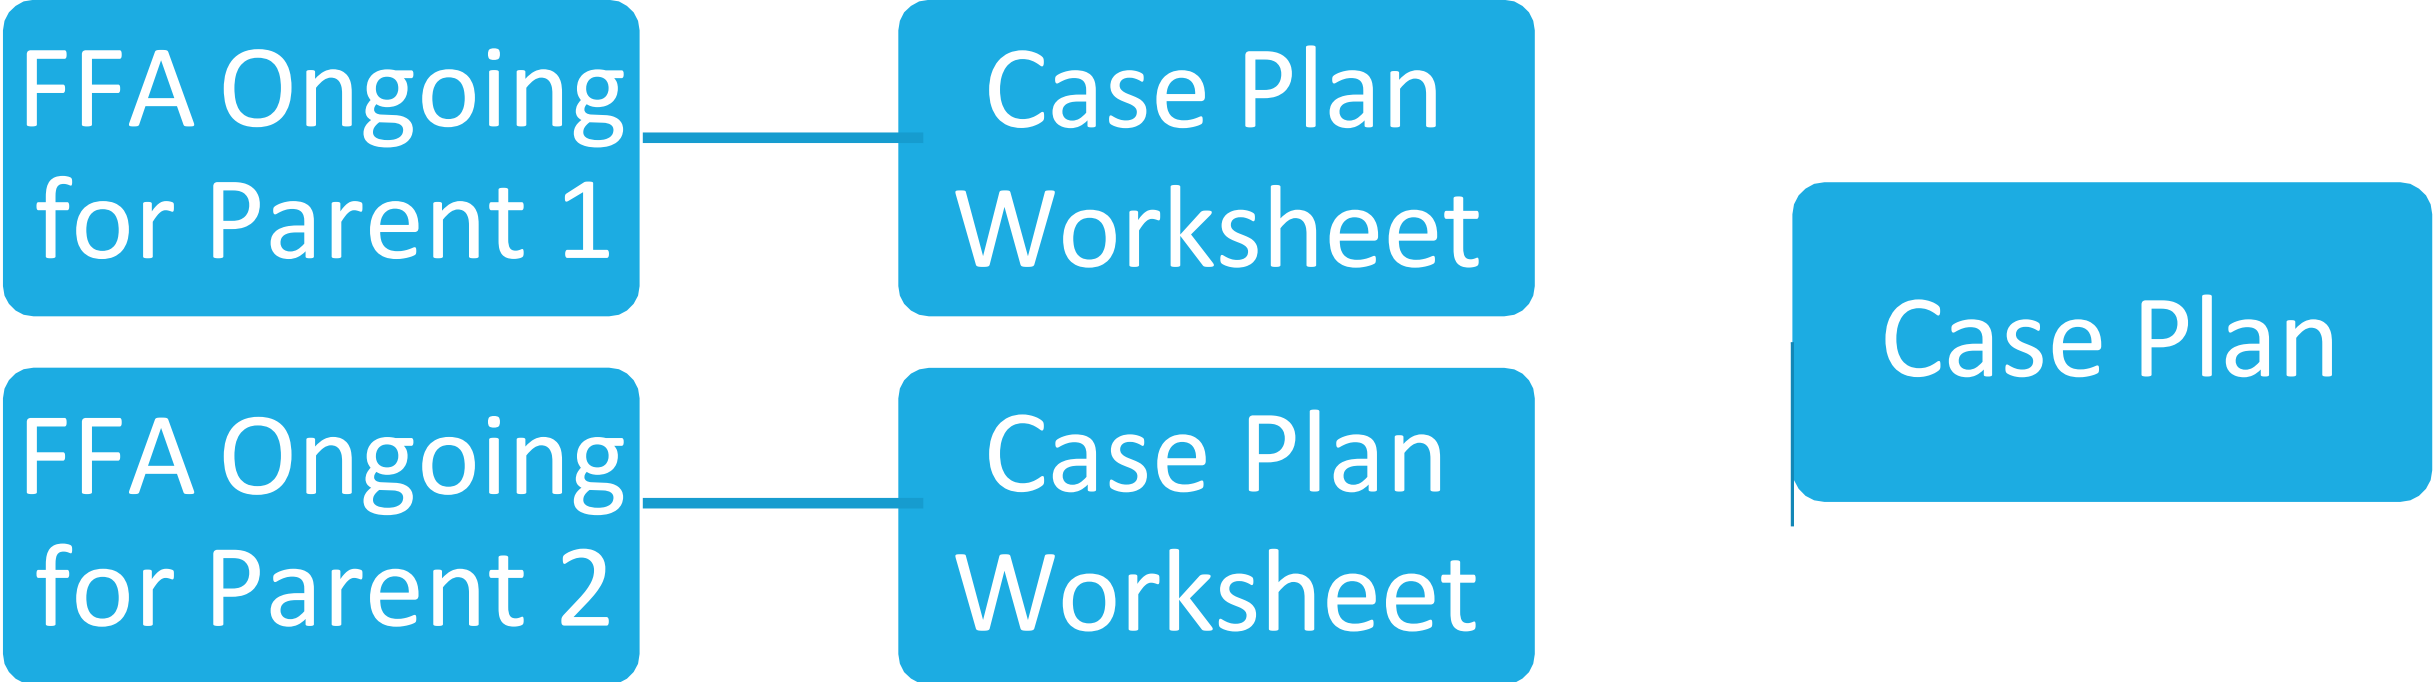 FFA Ongoing
for Parent 1
Case Plan
Worksheet
FFA Ongoing
for Parent 2
Case Plan
Worksheet
Case Plan